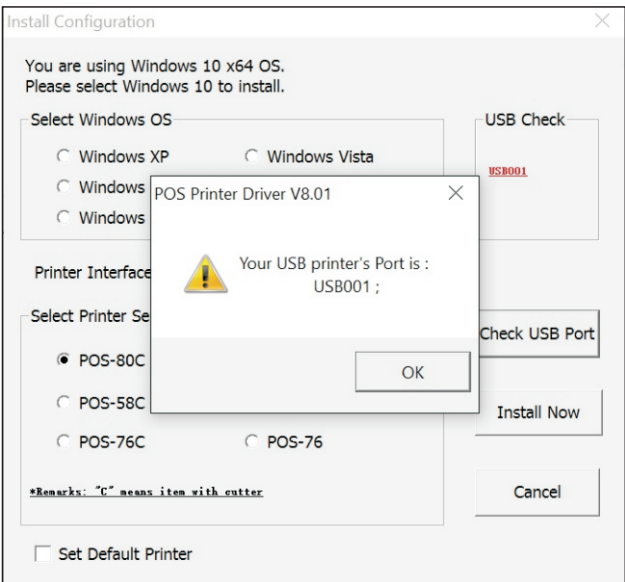 Install Configuration
You are using Windows 10 x64 OS.
Please select Windows 10 to install.
Select Windows OS
USB Check
Windows XP
Windows Vista
USB001
Windows
Windows
POS Printer Driver V8.01
Your USB printer's Port is :
USB001 ;
OK
Printer Interface
Select Printer Se
Check USB Port
POS-80C
POS-58C
Install Now
POS-76C
POS-76
*Remarks: "C" means item with cutter
Cancel
Set Default Printer